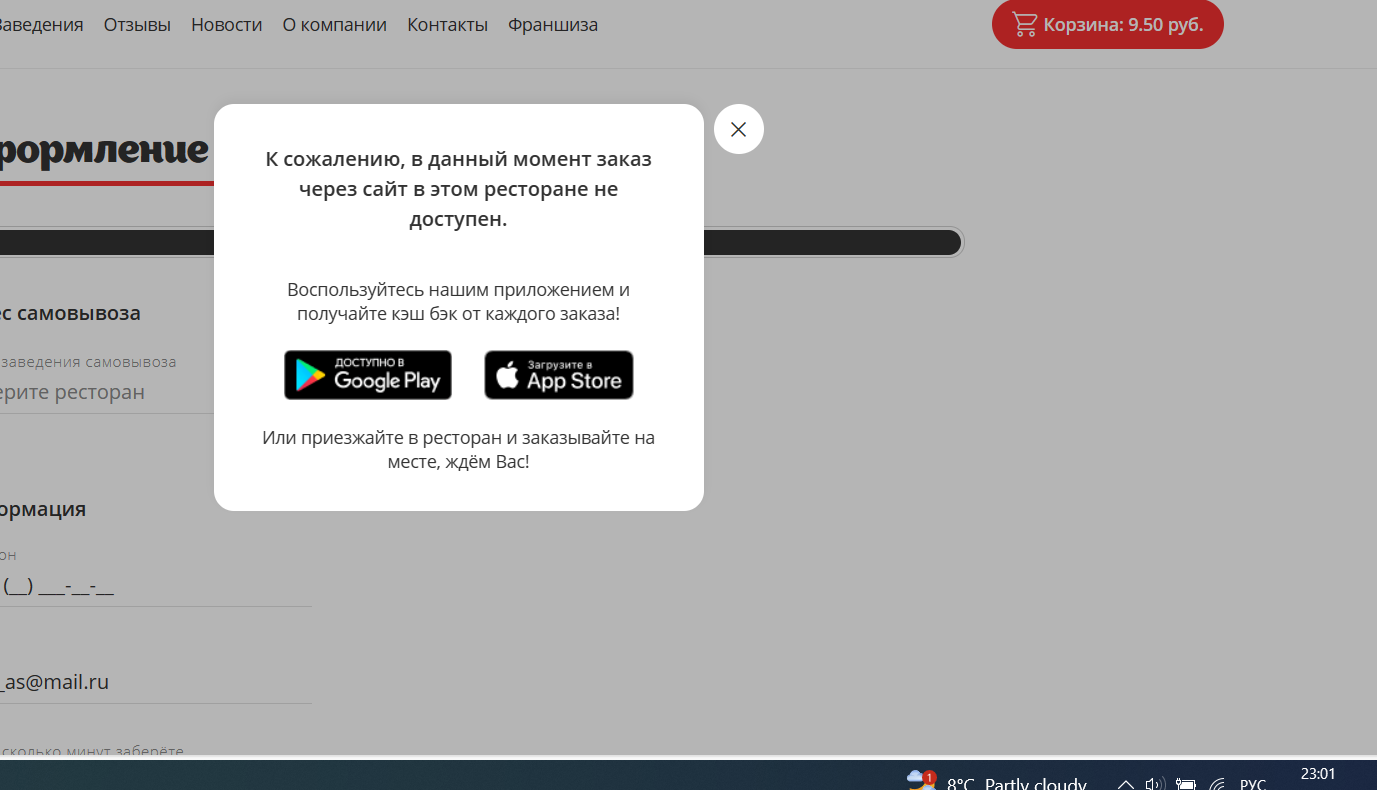 Заведения Отзывы Новости О компании Контакты Франшиза Корзина: 9.50 руб.
К сожалению, в данный момент заказ
через сайт в этом ресторане не
доступен.
Воспользуйтесь нашим приложением и
получайте кэш бэк от каждого заказа!
ДОСТУПНО В
Google Play
Загрузите в
App Store
Или приезжайте в ресторан и заказывайте на
месте, ждём Вас!
формление
ес самовывоза
заведения самовывоза
ерите ресторан
ормация
он
(__) ___-__-__
_as@mail.ru
сколько минут заберёте
1
8°C Partly cloudy
РУС
23:01